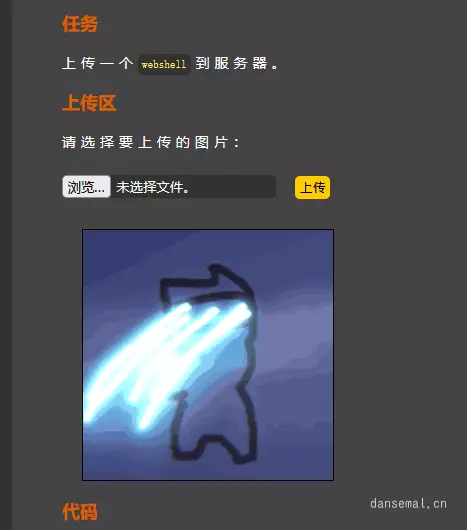 任务
上传一个 webshell 到服务器。
上传区
请选择要上传的图片：
浏览... 未选择文件。 上传
代码
dansemal.cn